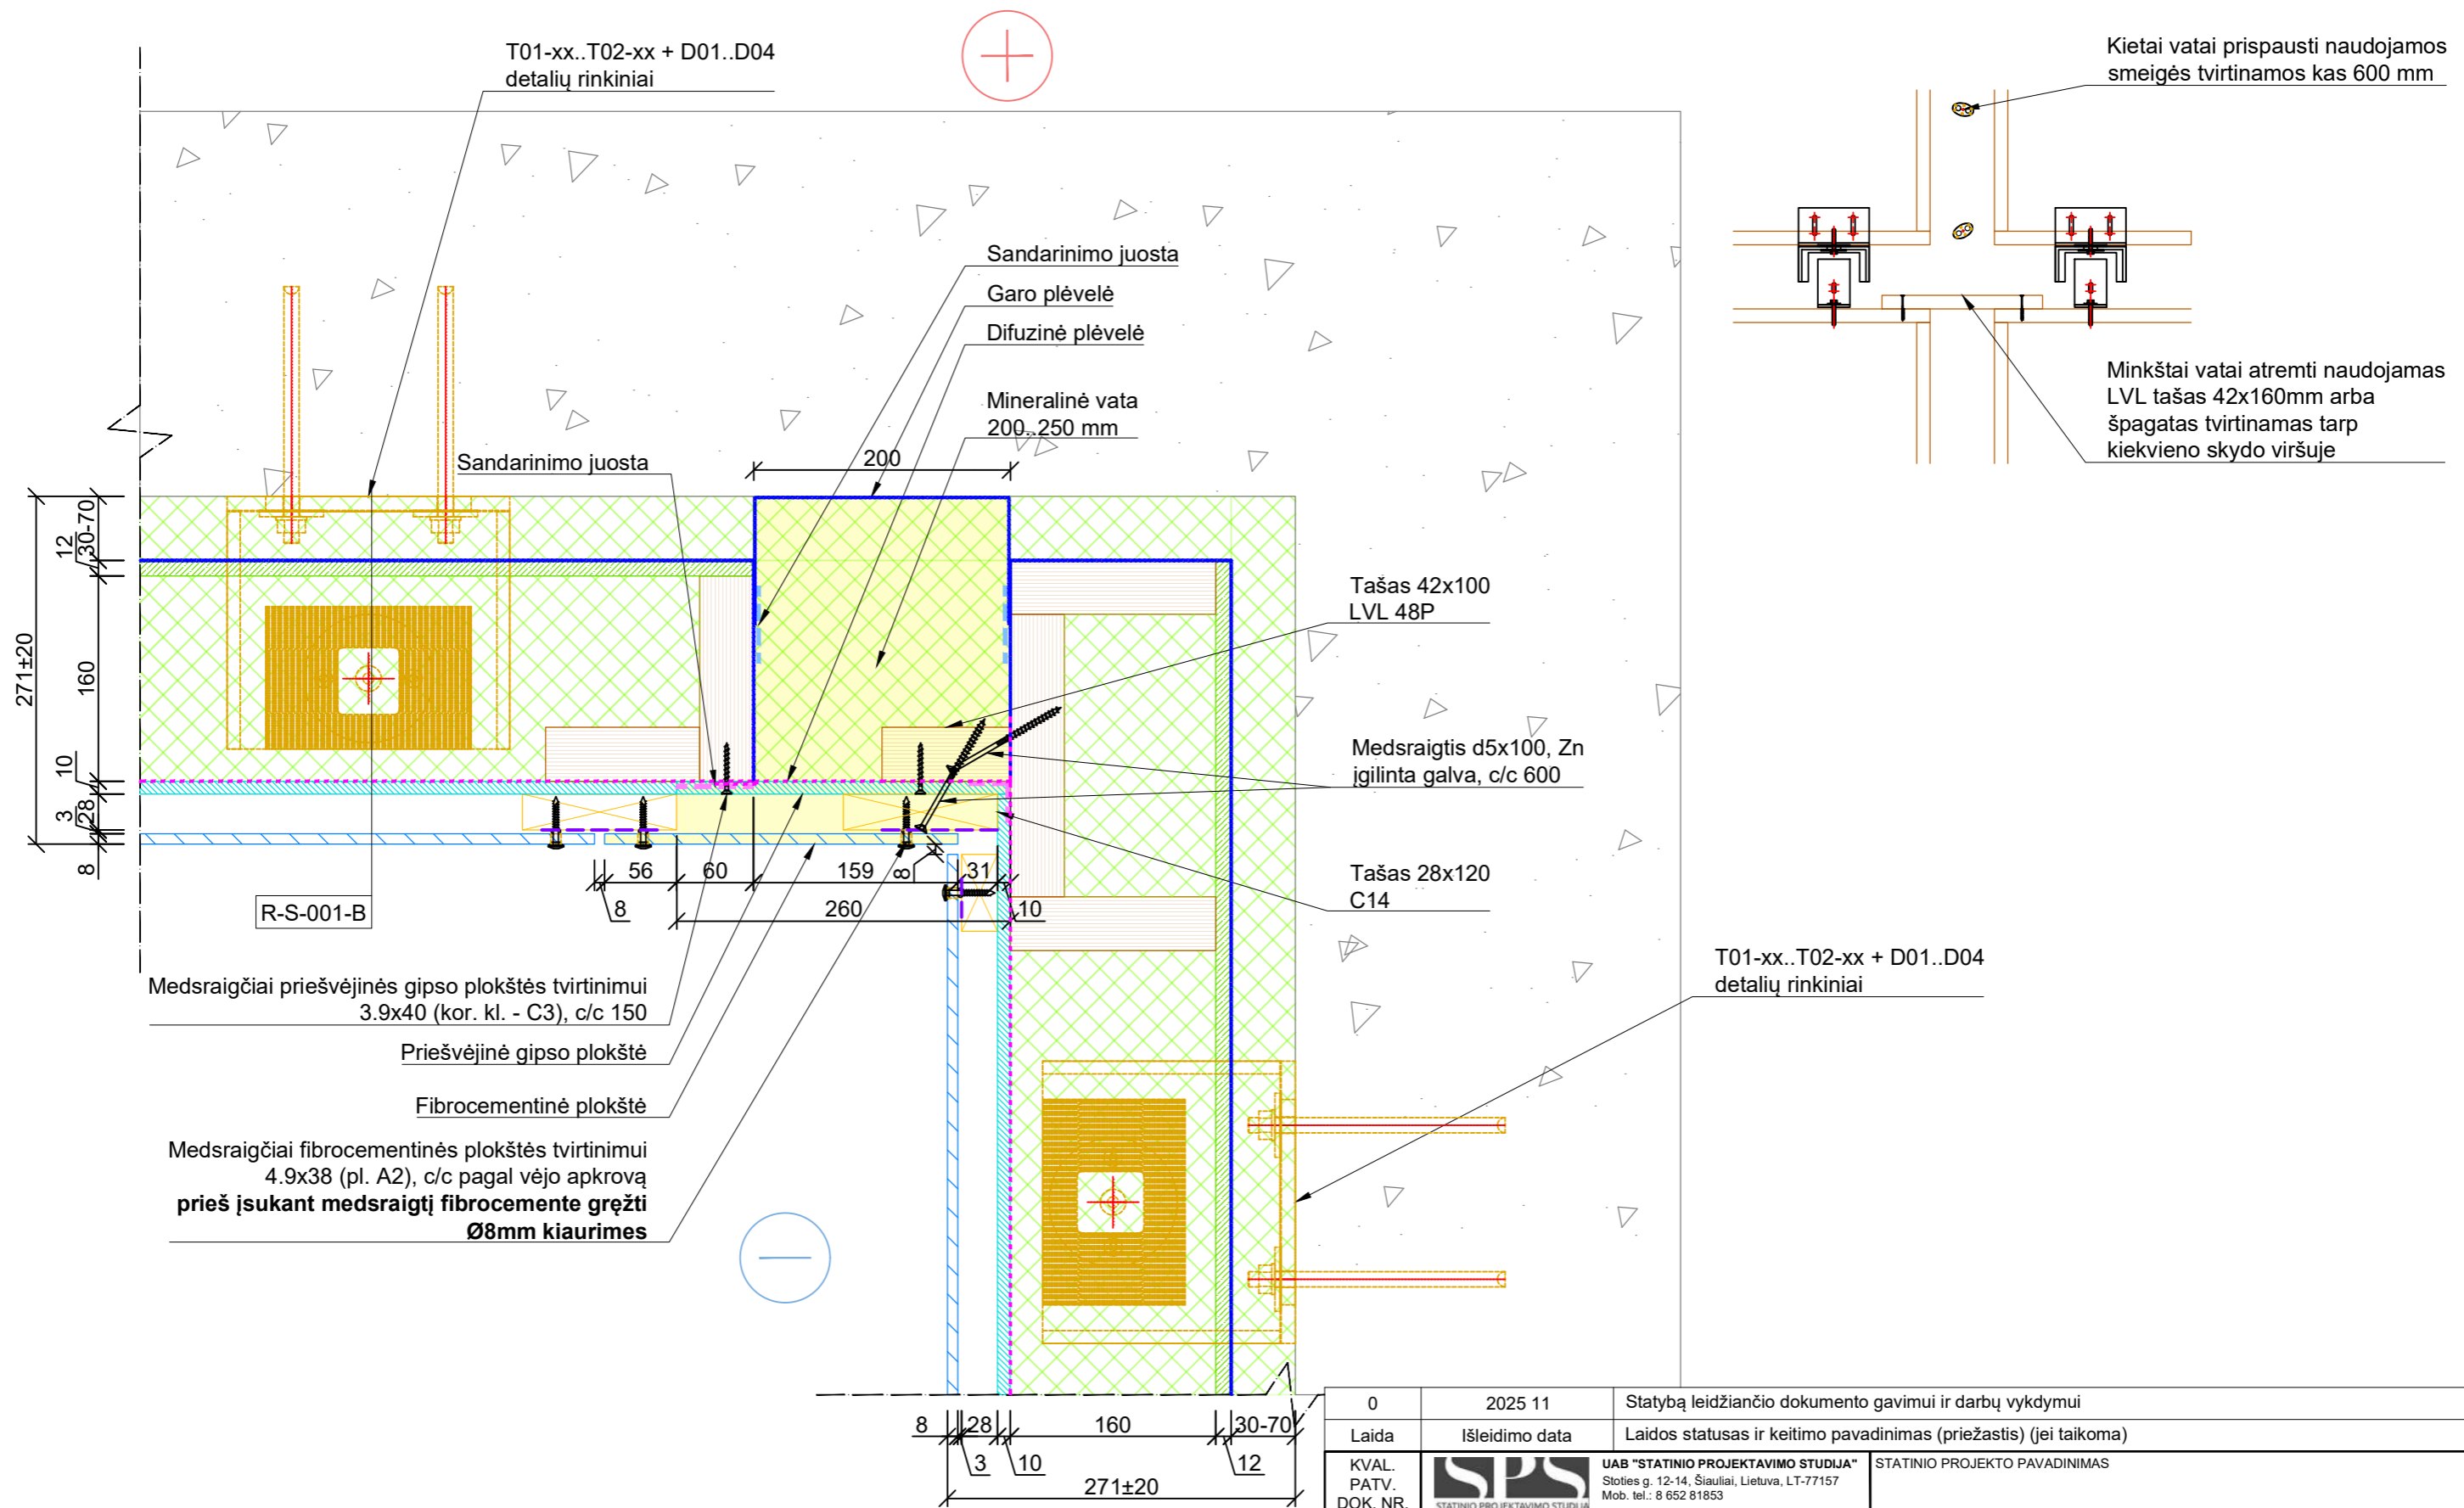 T01-xx..T02-xx + D01..D04
detalių rinkiniai
Kietai vatai prispausti naudojamos
smeigės tvirtinamos kas 600 mm
Sandarinimo juosta
Garo plėvelė
Difuzinė plėvelė
Mineralinė vata
200..250 mm
Sandarinimo juosta
200
Minkštai vatai atremti naudojamas
LVL tašas 42x160mm arba
špagatas tvirtinamas tarp
kiekvieno skydo viršuje
271±20
12
30-70
160
10
3
28
8
Tašas 42x100
LVL 48P
Medsraigtis d5x100, Zn
įgilinta galva, c/c 600
Tašas 28x120
C14
56
60
159
8
31
8
260
10
R-S-001-B
T01-xx..T02-xx + D01..D04
detalių rinkiniai
Medsraigčiai priešvėjinės gipso plokštės tvirtinimui
3.9x40 (kor. kl. - C3), c/c 150
Priešvėjinė gipso plokštė
Fibrocementinė plokštė
Medsraigčiai fibrocementinės plokštės tvirtinimui
4.9x38 (pl. A2), c/c pagal vėjo apkrovą
prieš įsukant medsraigtį fibrocemente gręžti
Ø8mm kiaurimes
8
28
160
30-70
3
10
12
271±20
0
2025 11
Statybą leidžiančio dokumento gavimui ir darbų vykdymui
Laida
Išleidimo data
Laidos statusas ir keitimo pavadinimas (priežastis) (jei taikoma)
KVAL.
PATV.
DOK. NR.
SPS
STATINIO PROJEKTAVIMO STUDIJA
UAB "STATINIO PROJEKTAVIMO STUDIJA"
Stoties g. 12-14, Šiauliai, Lietuva, LT-77157
Mob. tel.: 8 652 81853
STATINIO PROJEKTO PAVADINIMAS